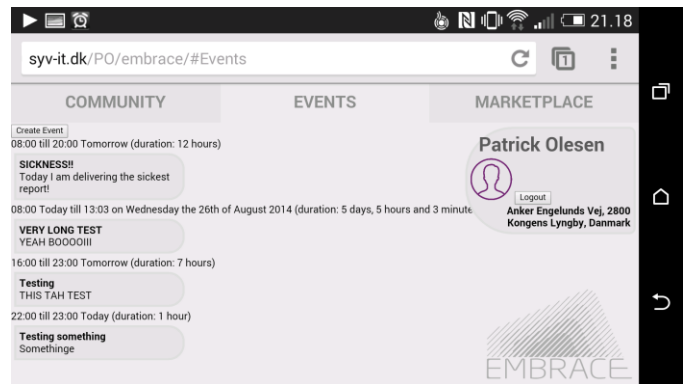 21.18
syv-it.dk/PO/embrace/#Events
1
COMMUNITY EVENTS MARKETPLACE
Create Event
08:00 till 20:00 Tomorrow (duration: 12 hours)
SICKNESS!!
Today I am delivering the sickest
report!
08:00 Today till 13:03 on Wednesday the 26th of August 2014 (duration: 5 days, 5 hours and 3 minute
VERY LONG TEST
YEAH BOOOOIII
16:00 till 23:00 Tomorrow (duration: 7 hours)
Testing
THIS TAH TEST
22:00 till 23:00 Today (duration: 1 hour)
Testing something
Somethinge
Patrick Olesen
Logout
Anker Engelunds Vej, 2800
Kongens Lyngby, Danmark
EMBRACE